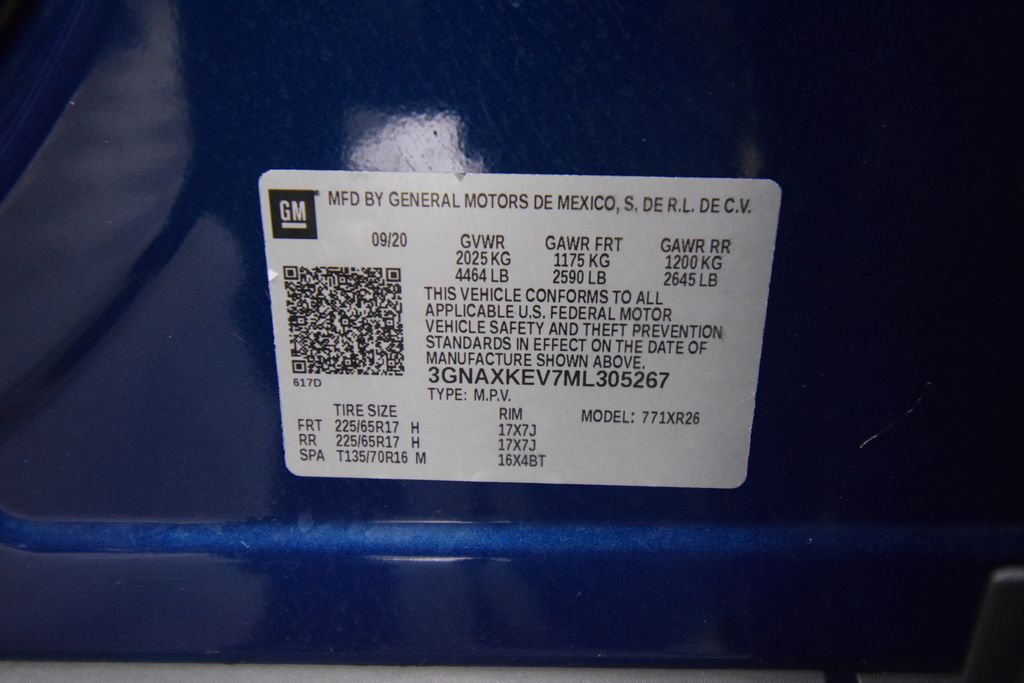 GM
MFD BY GENERAL MOTORS DE MEXICO, S. DE R.L. DE C.V.
09/20 GVWR GAWR FRT GAWR RR
2025 KG 1175 KG 1200 KG
4464 LB 2590 LB 2645 LB
THIS VEHICLE CONFORMS TO ALL
APPLICABLE U.S. FEDERAL MOTOR
VEHICLE SAFETY AND THEFT PREVENTION
STANDARDS IN EFFECT ON THE DATE OF
MANUFACTURE SHOWN ABOVE.
617D
3GNAXKEV7ML305267
TYPE: M.P.V.
TIRE SIZE RIM MODEL: 771XR26
FRT 225/65R17 H 17X7J
RR 225/65R17 H 17X7J
SPA T135/70R16 M 16X4BT